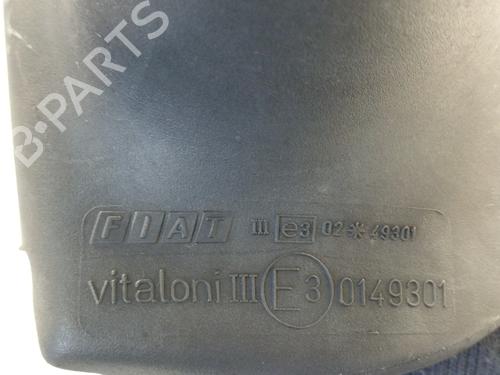 B-PARTS
FIAT III e3 02*49301
vitaloni III E3 0149301